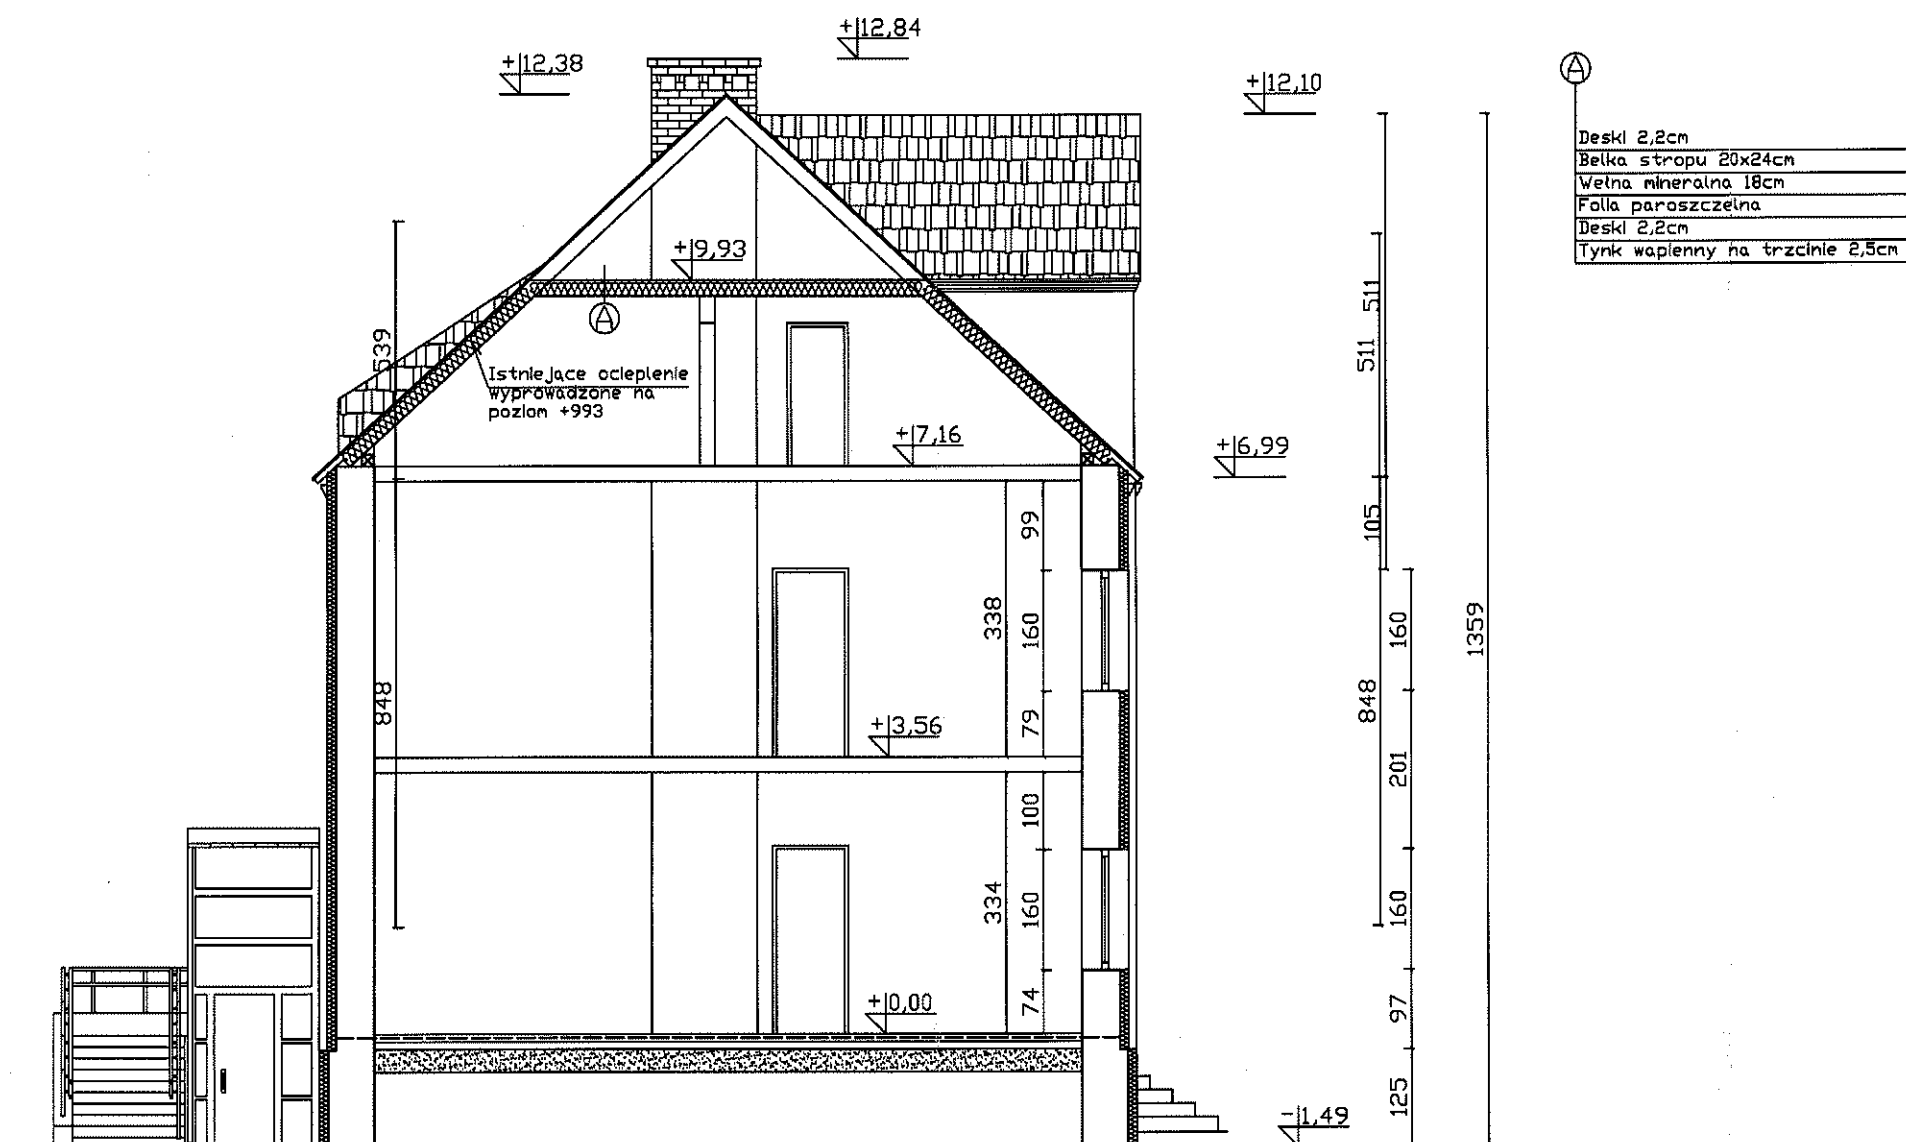 +12,84
+12,38
+12,10
A
Deski 2,2cm
Belka stropu 20x24cm
Wełna mineralna 18cm
Folia paroszczelna
Deski 2,2cm
Tynk wapienny na trzcinie 2,5cm
+9,93
A
511
539
511
Istniejące ocieplenie
wyprowadzone na
poziom +993
+7,16
+6,99
99
105
338
160
160
1359
848
848
79
+3,56
201
100
334
160
160
+0,00
74
97
125
-1,49